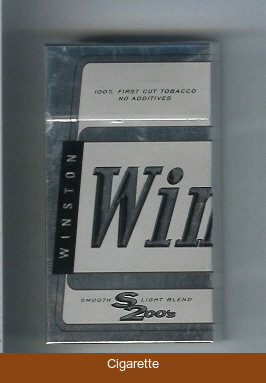 100% FIRST CUT TOBACCO
NO ADDITIVES
WINSTON
Win
SMOOTH S LIGHT BLEND
200's
Cigarette